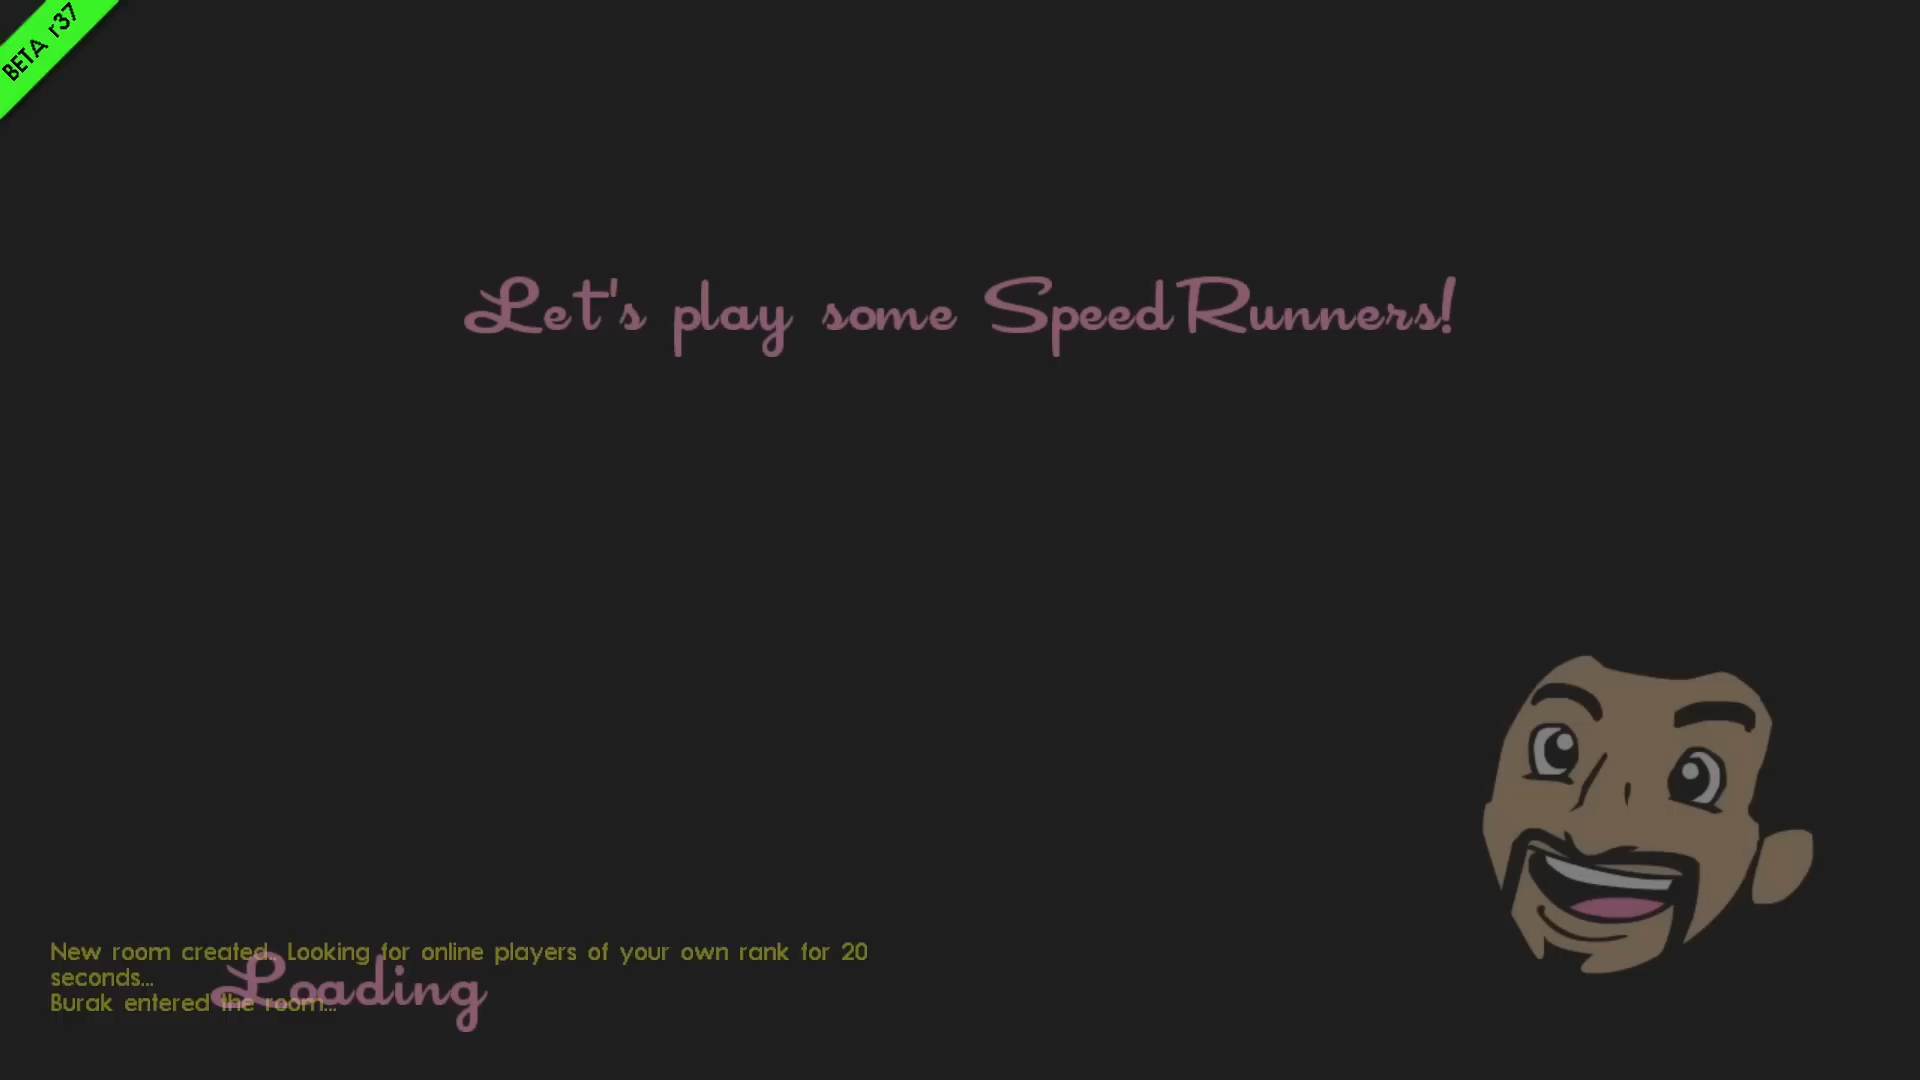 BETA r37
Let's play some SpeedRunners!
New room created.. Looking for online players of your own rank for 20
seconds...
Burak entered the room...
Loading